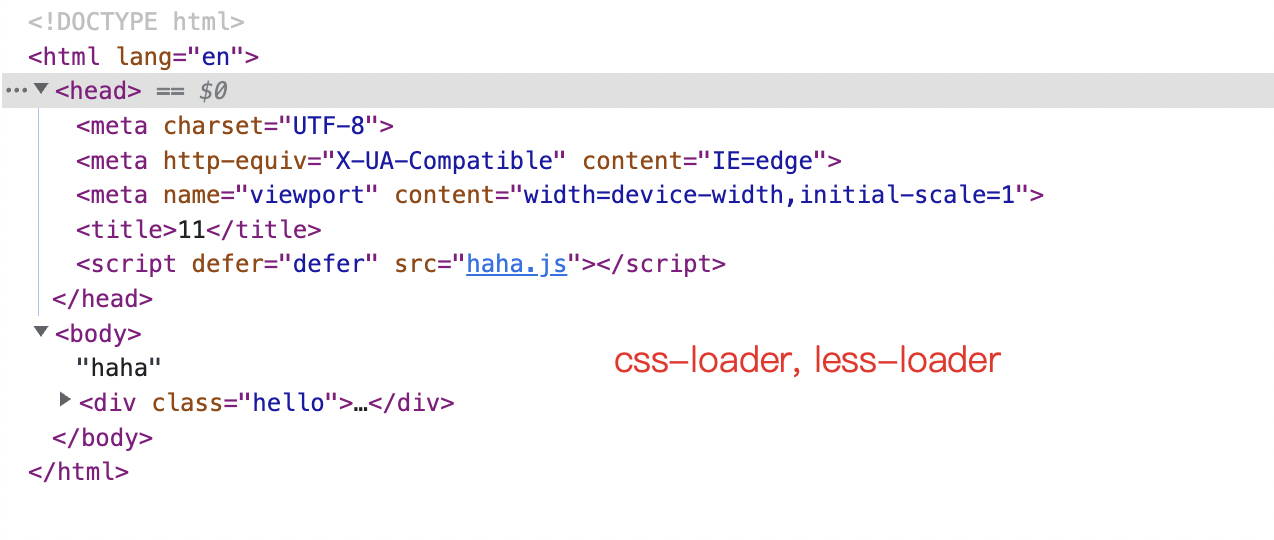 <!DOCTYPE html>
<html lang="en">
<head> == $0
<meta charset="UTF-8">
<meta http-equiv="X-UA-Compatible" content="IE=edge">
<meta name="viewport" content="width=device-width,initial-scale=1">
<title>11</title>
<script defer="defer" src="haha.js"></script>
</head>
<body>
"haha"
css-loader, less-loader
<div class="hello">…</div>
</body>
</html>